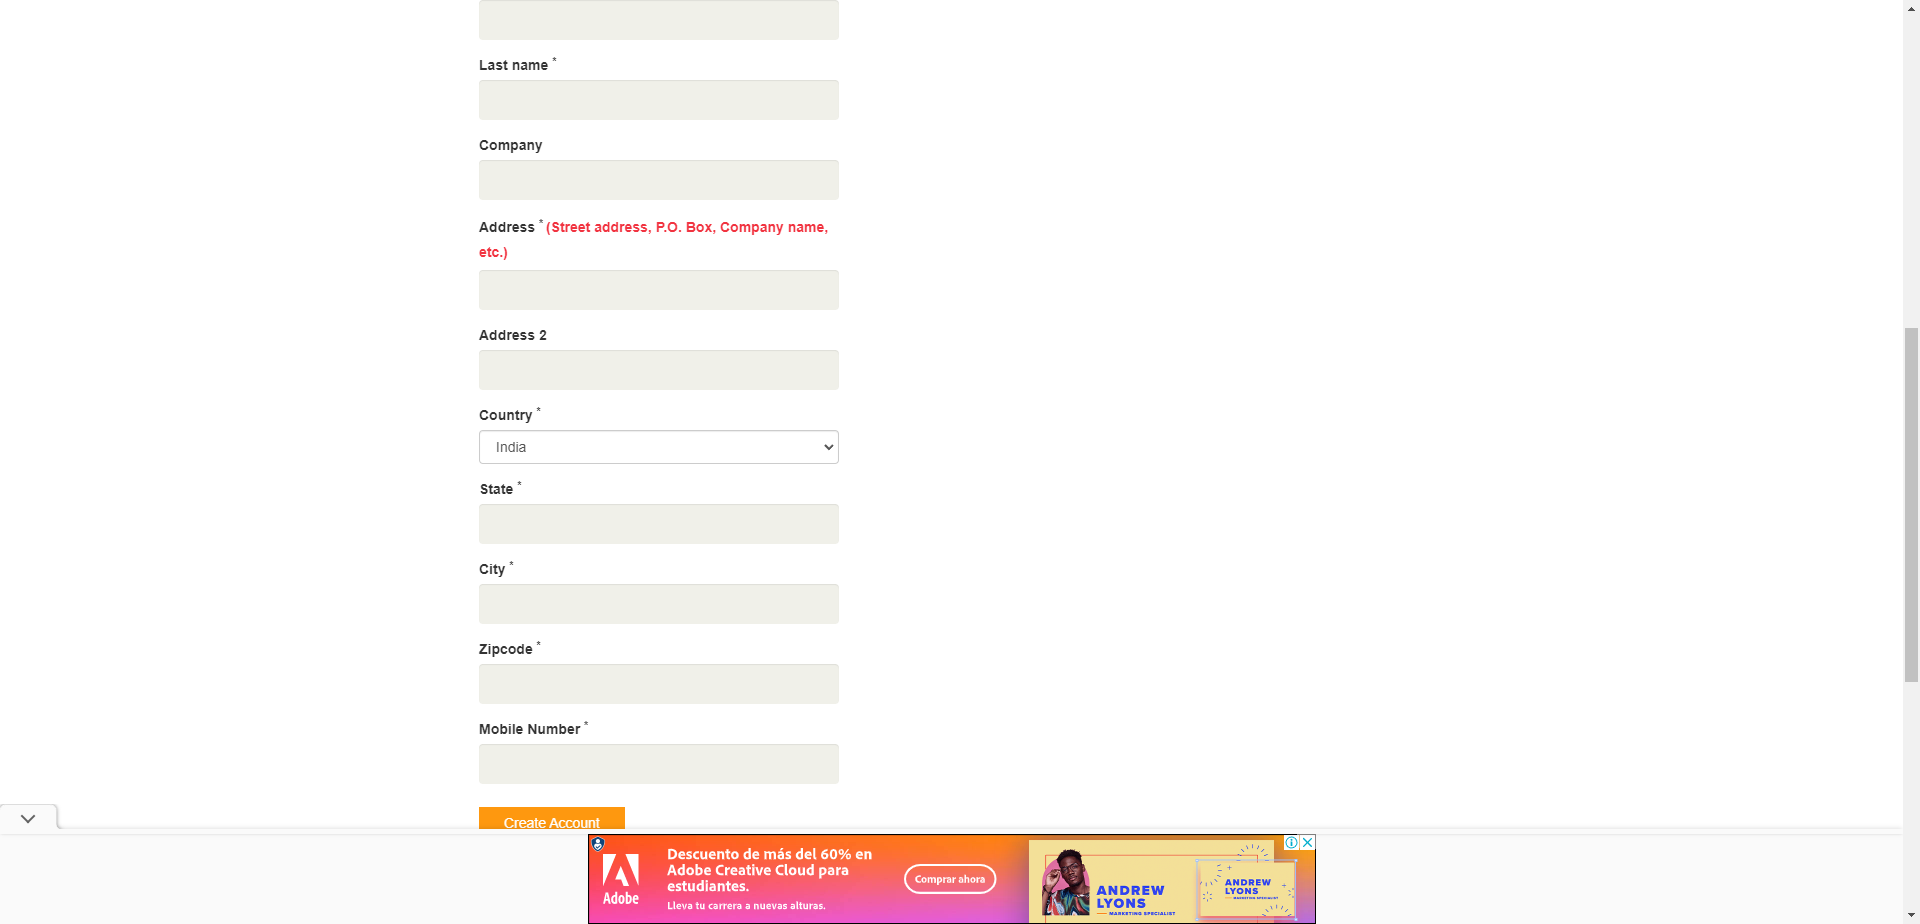 Last name *
Company
Address * (Street address, P.O. Box, Company name,
etc.)
Address 2
Country *
India
State *
City *
Zipcode *
Mobile Number *
Create Account
Adobe
Descuento de más del 60% en
Adobe Creative Cloud para
estudiantes.
Lleva tu carrera a nuevas alturas.
Comprar ahora
ANDREW
LYONS
MARKETING SPECIALIST
ANDREW
LYONS
MARKETING SPECIALIST